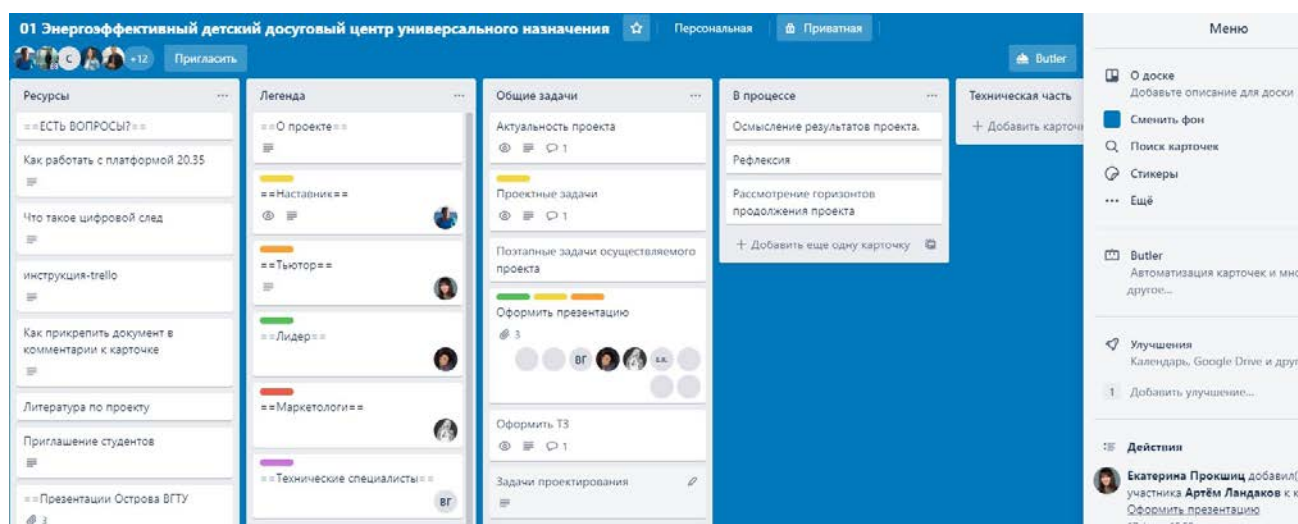 01 Энергоэффективный детский досуговый центр универсального назначения
Персональная
Приватная
C
+12
Пригласить
Butler
Ресурсы
==ЕСТЬ ВОПРОСЫ?==
Как работать с платформой 20.35
Что такое цифровой след
инструкция-trello
Как прикрепить документ в
комментарии к карточке
Литература по проекту
Приглашение студентов
==Презентации Острова ВГТУ
3
Легенда
==О проекте==
==Наставник==
==Тьютор==
==Лидер==
==Маркетологи==
==Технические специалисты==
ВГ
Общие задачи
Актуальность проекта
1
Проектные задачи
1
Поэтапные задачи осуществляемого
проекта
Оформить презентацию
3
ВГ
Оформить ТЗ
1
Задачи проектирования
В процессе
Осмысление результатов проекта.
Рефлексия
Рассмотрение горизонтов
продолжения проекта
+ Добавить еще одну карточку
Техническая часть
+ Добавить карточ
Меню
О доске
Добавьте описание для доски
Сменить фон
Поиск карточек
Стикеры
Ещё
Butler
Автоматизация карточек и мно
другое...
Улучшения
Календарь, Google Drive и друг
1 Добавить улучшение...
Действия
Екатерина Прокшиц добавил(
участника Артём Ландаков к к
Оформить презентацию